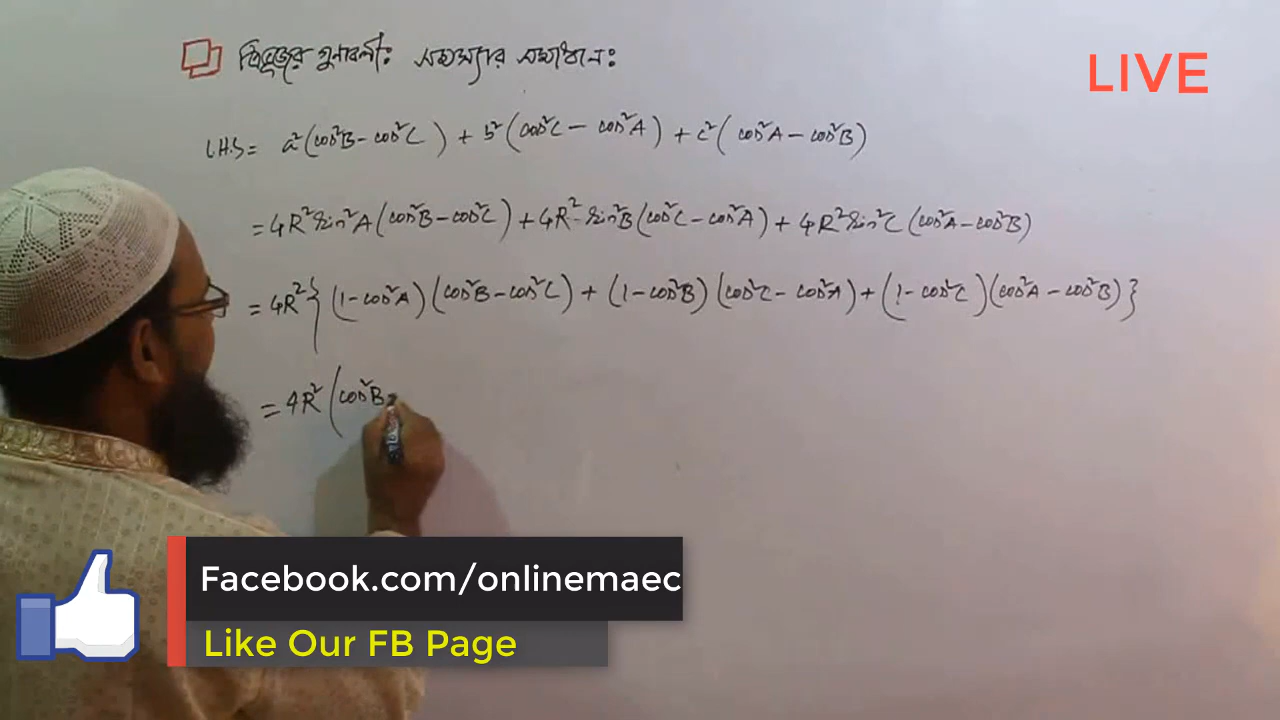 ত্রিভুজের গুনাবলী: সমস্যার সমাধান:
LIVE
L.H.S = a²(cos²B - cos²C) + b²(cos²C - cos²A) + c²(cos²A - cos²B)
= 4R² sin²A (cos²B - cos²C) + 4R² sin²B (cos²C - cos²A) + 4R² sin²C (cos²A - cos²B)
= 4R² { (1 - cos²A) (cos²B - cos²C) + (1 - cos²B) (cos²C - cos²A) + (1 - cos²C) (cos²A - cos²B) }
= 4R² (cos²B
Facebook.com/onlinemaec
Like Our FB Page